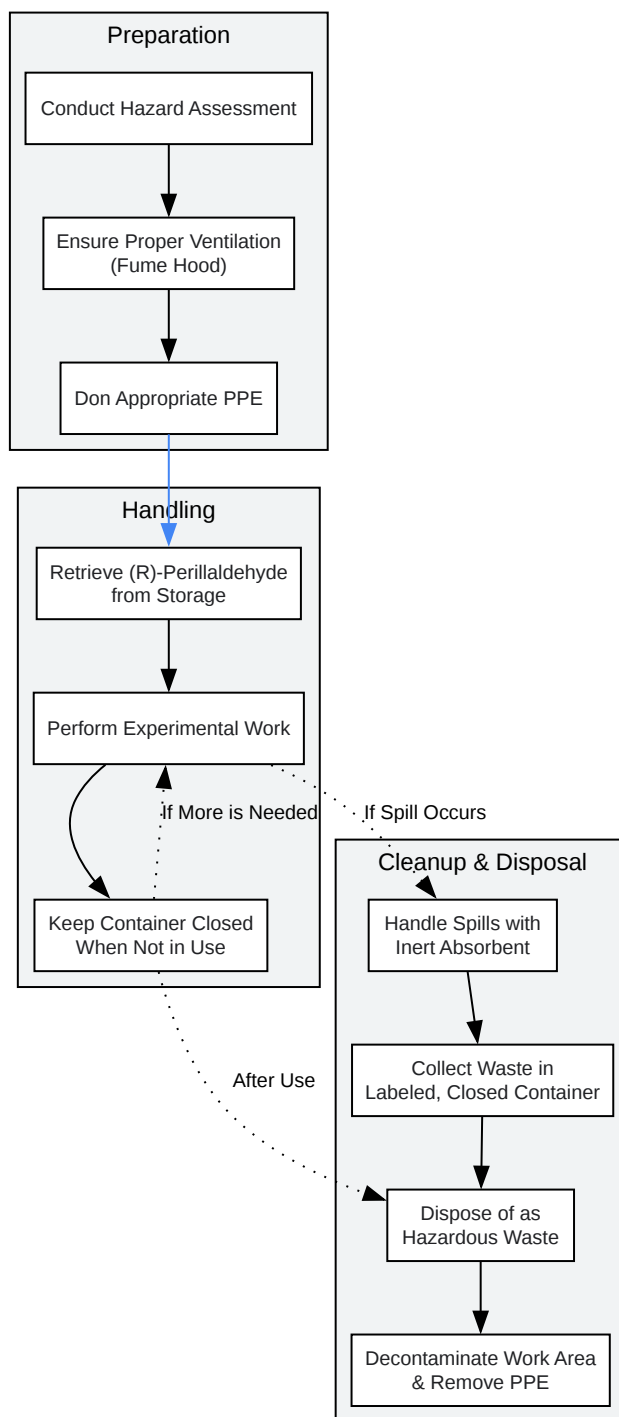 Preparation
Conduct Hazard Assessment
Ensure Proper Ventilation
(Fume Hood)
Don Appropriate PPE
Handling
Retrieve (R)-Perillaldehyde
from Storage
Perform Experimental Work
If More is Needed
If Spill Occurs
Keep Container Closed
When Not in Use
Cleanup & Disposal
Handle Spills with
Inert Absorbent
Collect Waste in
Labeled, Closed Container
After Use
Dispose of as
Hazardous Waste
Decontaminate Work Area
& Remove PPE